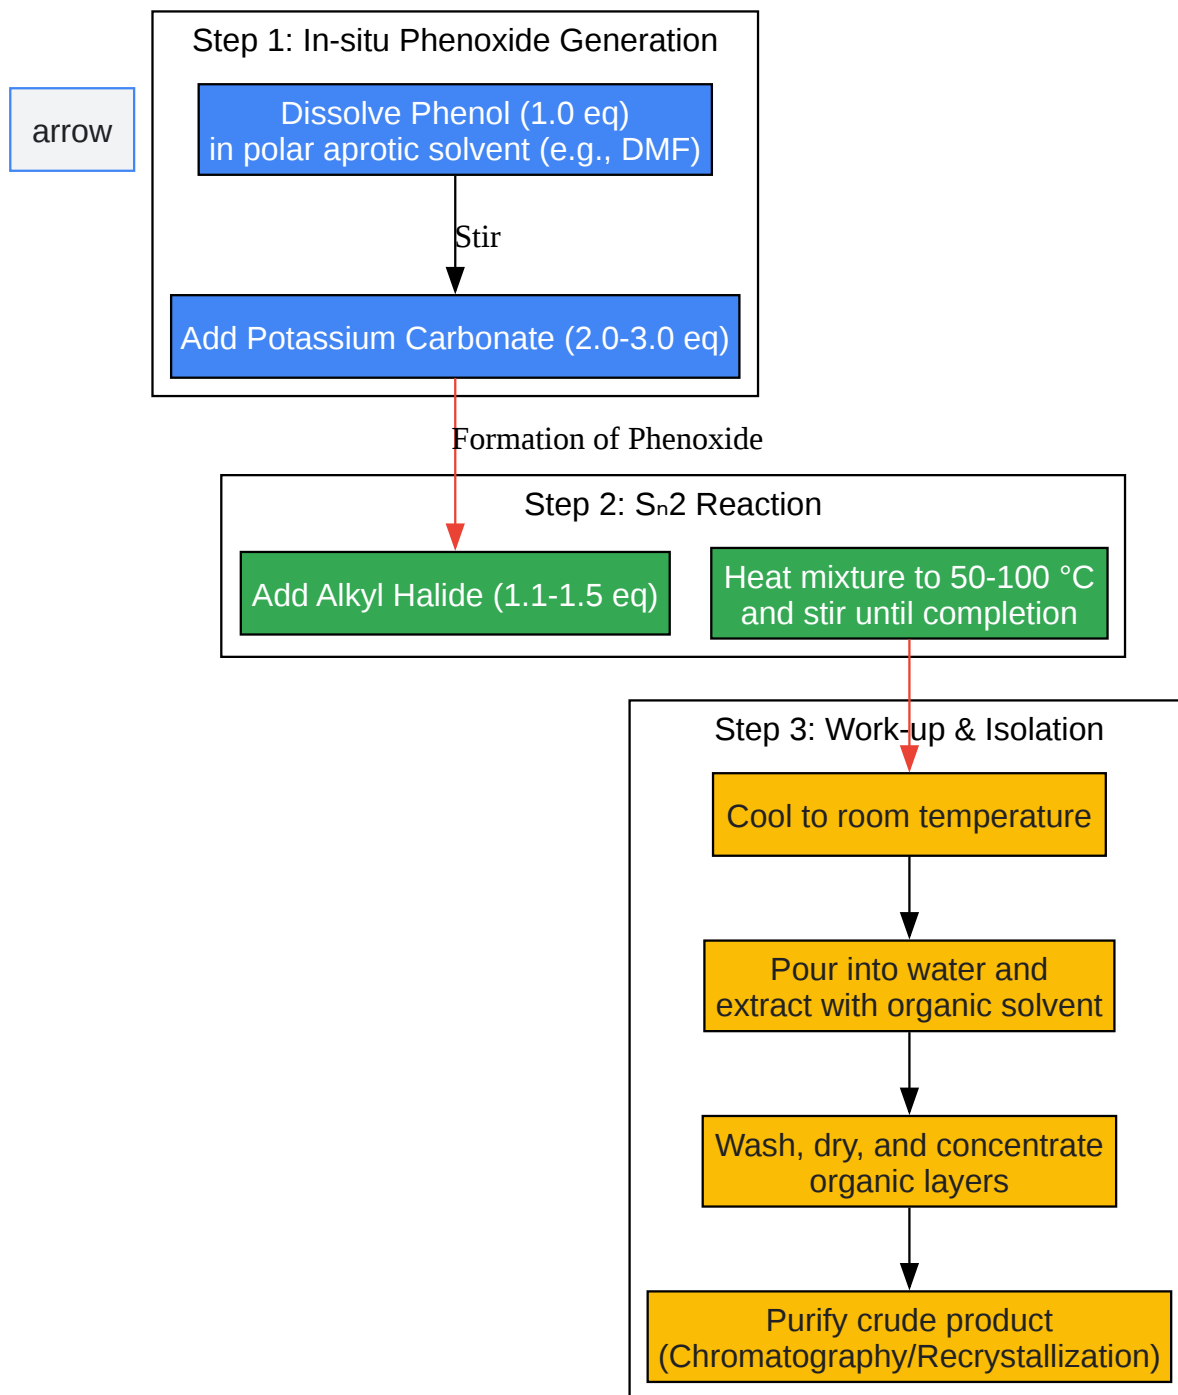 Step 1: In-situ Phenoxide Generation
arrow
Dissolve Phenol (1.0 eq)
in polar aprotic solvent (e.g., DMF)
Stir
Add Potassium Carbonate (2.0-3.0 eq)
Formation of Phenoxide
Step 2: Sₙ2 Reaction
Add Alkyl Halide (1.1-1.5 eq)
Heat mixture to 50-100 °C
and stir until completion
Step 3: Work-up & Isolation
Cool to room temperature
Pour into water and
extract with organic solvent
Wash, dry, and concentrate
organic layers
Purify crude product
(Chromatography/Recrystallization)